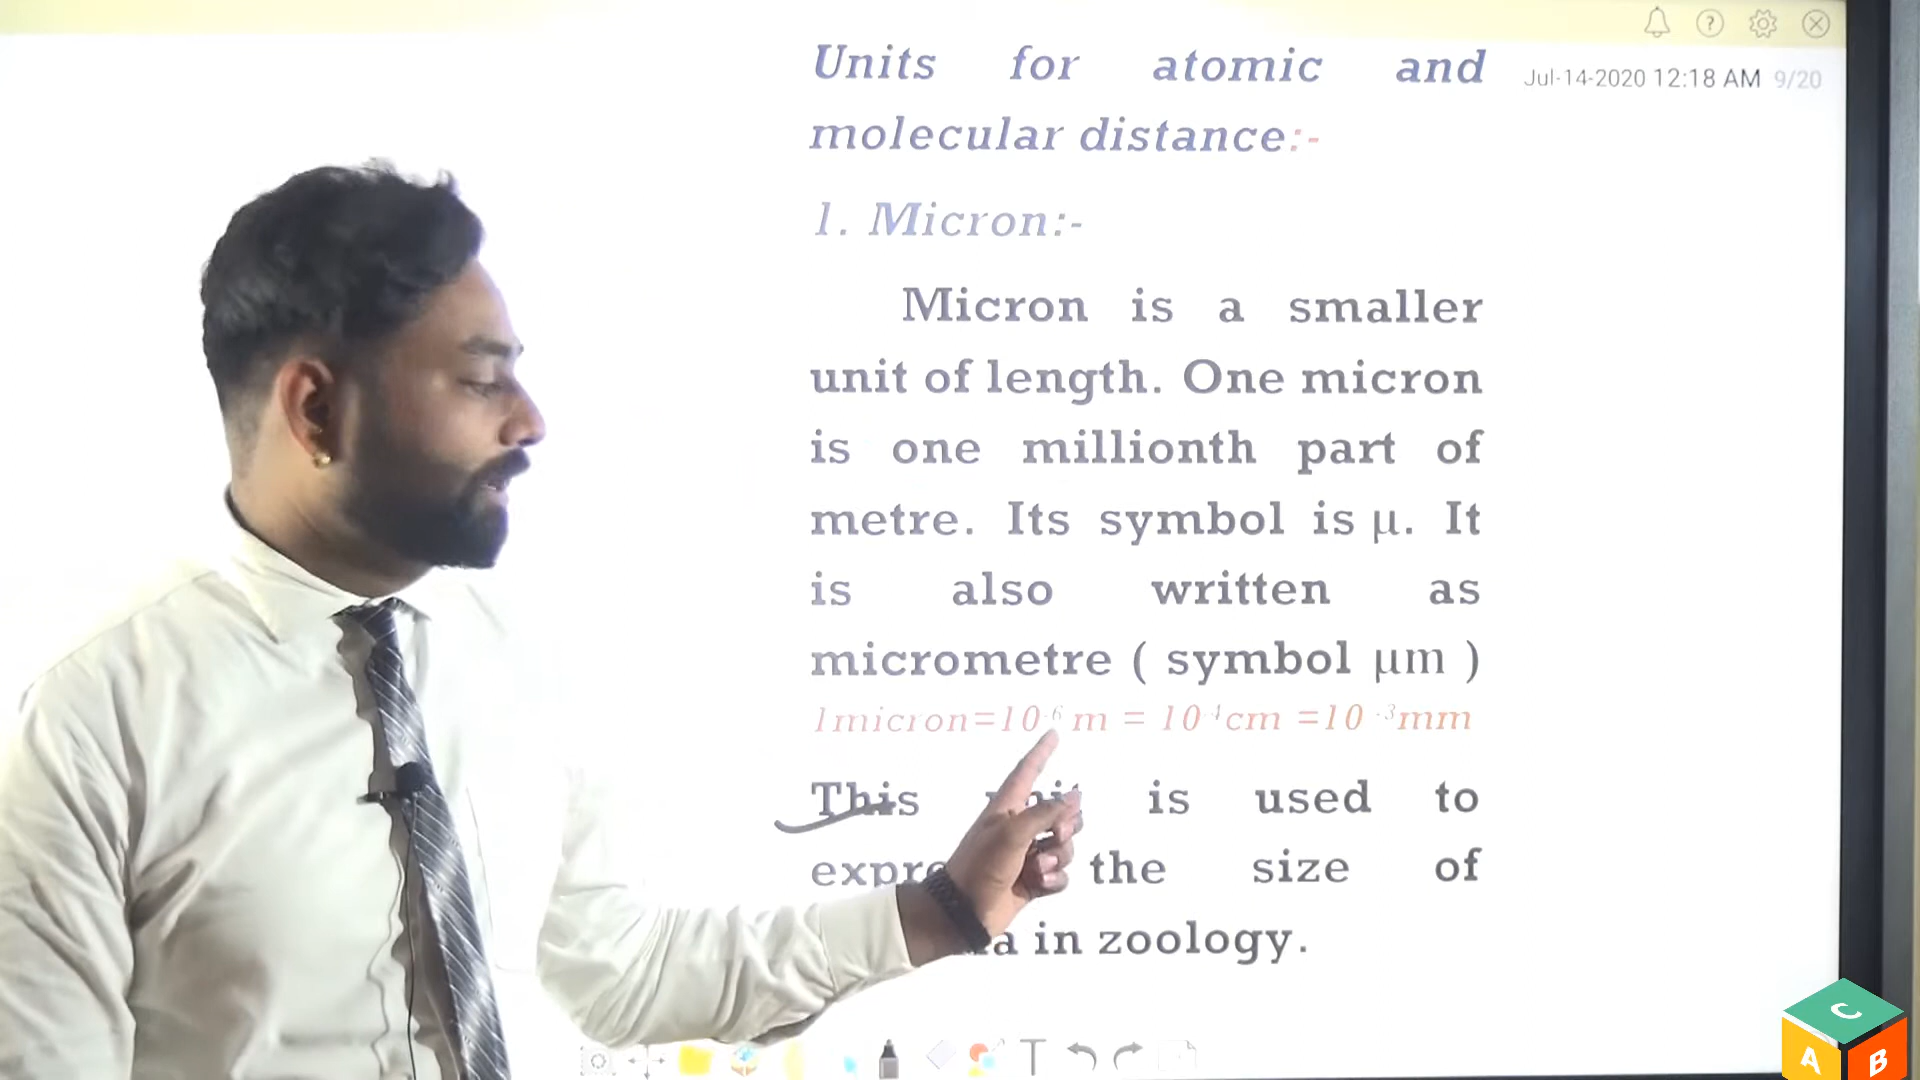 Units for atomic and
Jul-14-2020 12:18 AM 9/20
molecular distance:-
1. Micron:-
Micron is a smaller
unit of length. One micron
is one millionth part of
metre. Its symbol is μ. It
is also written as
micrometre ( symbol μm )
1micron=10⁻⁶ m = 10⁻⁴cm =10 ⁻³mm
This unit is used to
the size of
in zoology.
T
C
A B